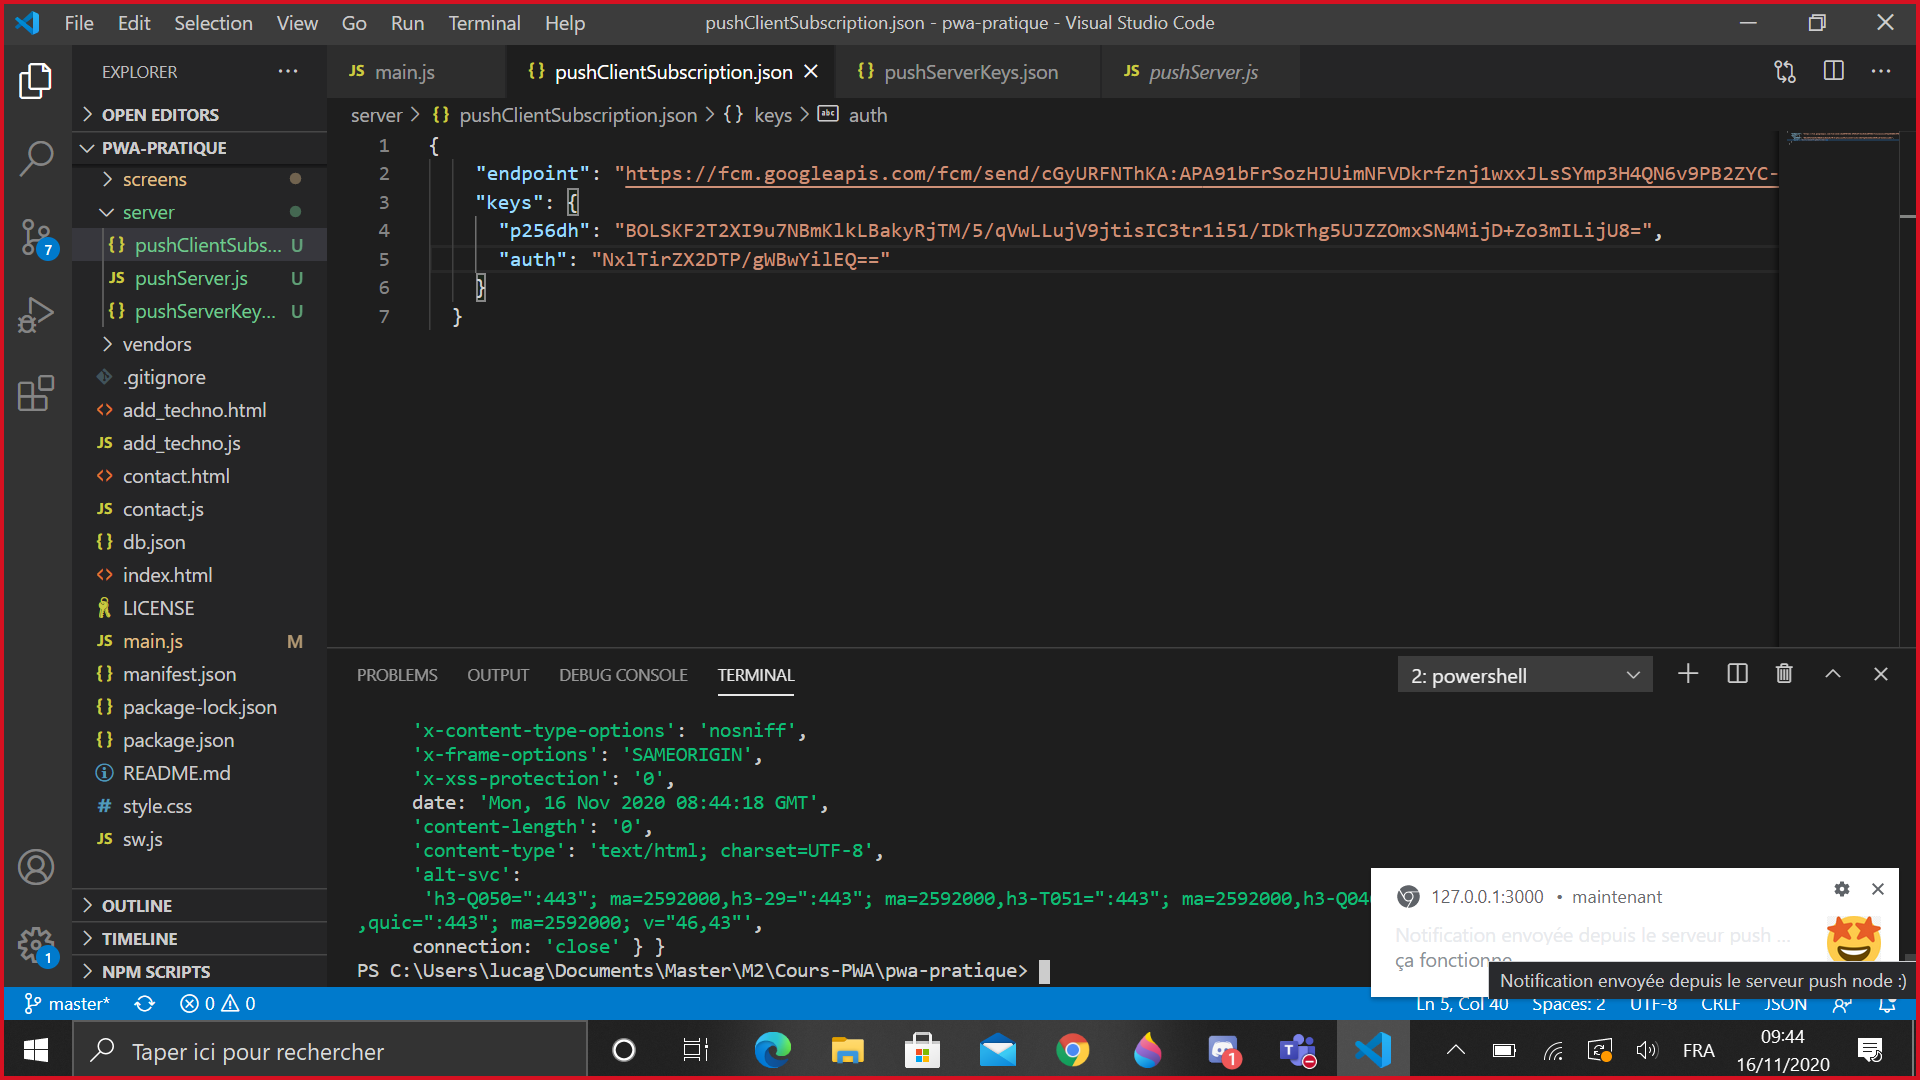 File Edit Selection View Go Run Terminal Help
pushClientSubscription.json - pwa-pratique - Visual Studio Code
EXPLORER
OPEN EDITORS
PWA-PRATIQUE
screens
server
pushClientSubs... U
pushServer.js U
pushServerKey... U
vendors
.gitignore
add_techno.html
add_techno.js
contact.html
contact.js
db.json
index.html
LICENSE
main.js M
manifest.json
package-lock.json
package.json
README.md
style.css
sw.js
OUTLINE
TIMELINE
NPM SCRIPTS
7
1
JS main.js
{} pushClientSubscription.json
{} pushServerKeys.json
JS pushServer.js
server > {} pushClientSubscription.json > {} keys > abc auth
1 {
2 "endpoint": "https://fcm.googleapis.com/fcm/send/cGyURFNThKA:APA91bFrSozHJUimNFVDkrfznj1wxxJLsSYmp3H4QN6v9PB2ZYC-
3 "keys": {
4 "p256dh": "BOLSKF2T2XI9u7NBmKlkLBakyRjTM/5/qVwLLujV9jtisIC3tr1i51/IDkThg5UJZZOmxSN4MijD+Zo3mILijU8=",
5 "auth": "NxlTirZX2DTP/gWBwYilEQ=="
6 }
7 }
PROBLEMS OUTPUT DEBUG CONSOLE TERMINAL
2: powershell
'x-content-type-options': 'nosniff',
'x-frame-options': 'SAMEORIGIN',
'x-xss-protection': '0',
date: 'Mon, 16 Nov 2020 08:44:18 GMT',
'content-length': '0',
'content-type': 'text/html; charset=UTF-8',
'alt-svc':
'h3-Q050=":443"; ma=2592000,h3-29=":443"; ma=2592000,h3-T051=":443"; ma=2592000,h3-Q04
,quic=":443"; ma=2592000; v="46,43"',
connection: 'close' } }
PS C:\Users\lucag\Documents\Master\M2\Cours-PWA\pwa-pratique>
127.0.0.1:3000 • maintenant
Notification envoyée depuis le serveur push ...
ça fonctionne
Notification envoyée depuis le serveur push node :)
master* 0 0
Ln 5, Col 40 Spaces: 2 UTF-8 CRLF JSON
Taper ici pour rechercher
1
FRA
09:44
16/11/2020